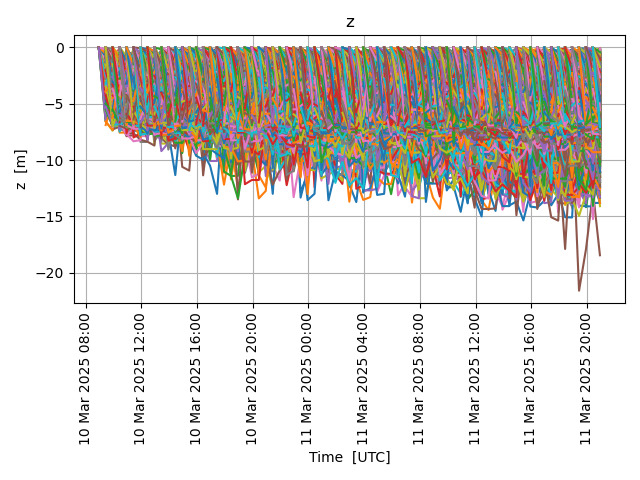 z
0
−5
−10
−15
−20
z [m]
10 Mar 2025 08:00
10 Mar 2025 12:00
10 Mar 2025 16:00
10 Mar 2025 20:00
11 Mar 2025 00:00
11 Mar 2025 04:00
11 Mar 2025 08:00
11 Mar 2025 12:00
11 Mar 2025 16:00
11 Mar 2025 20:00
Time [UTC]